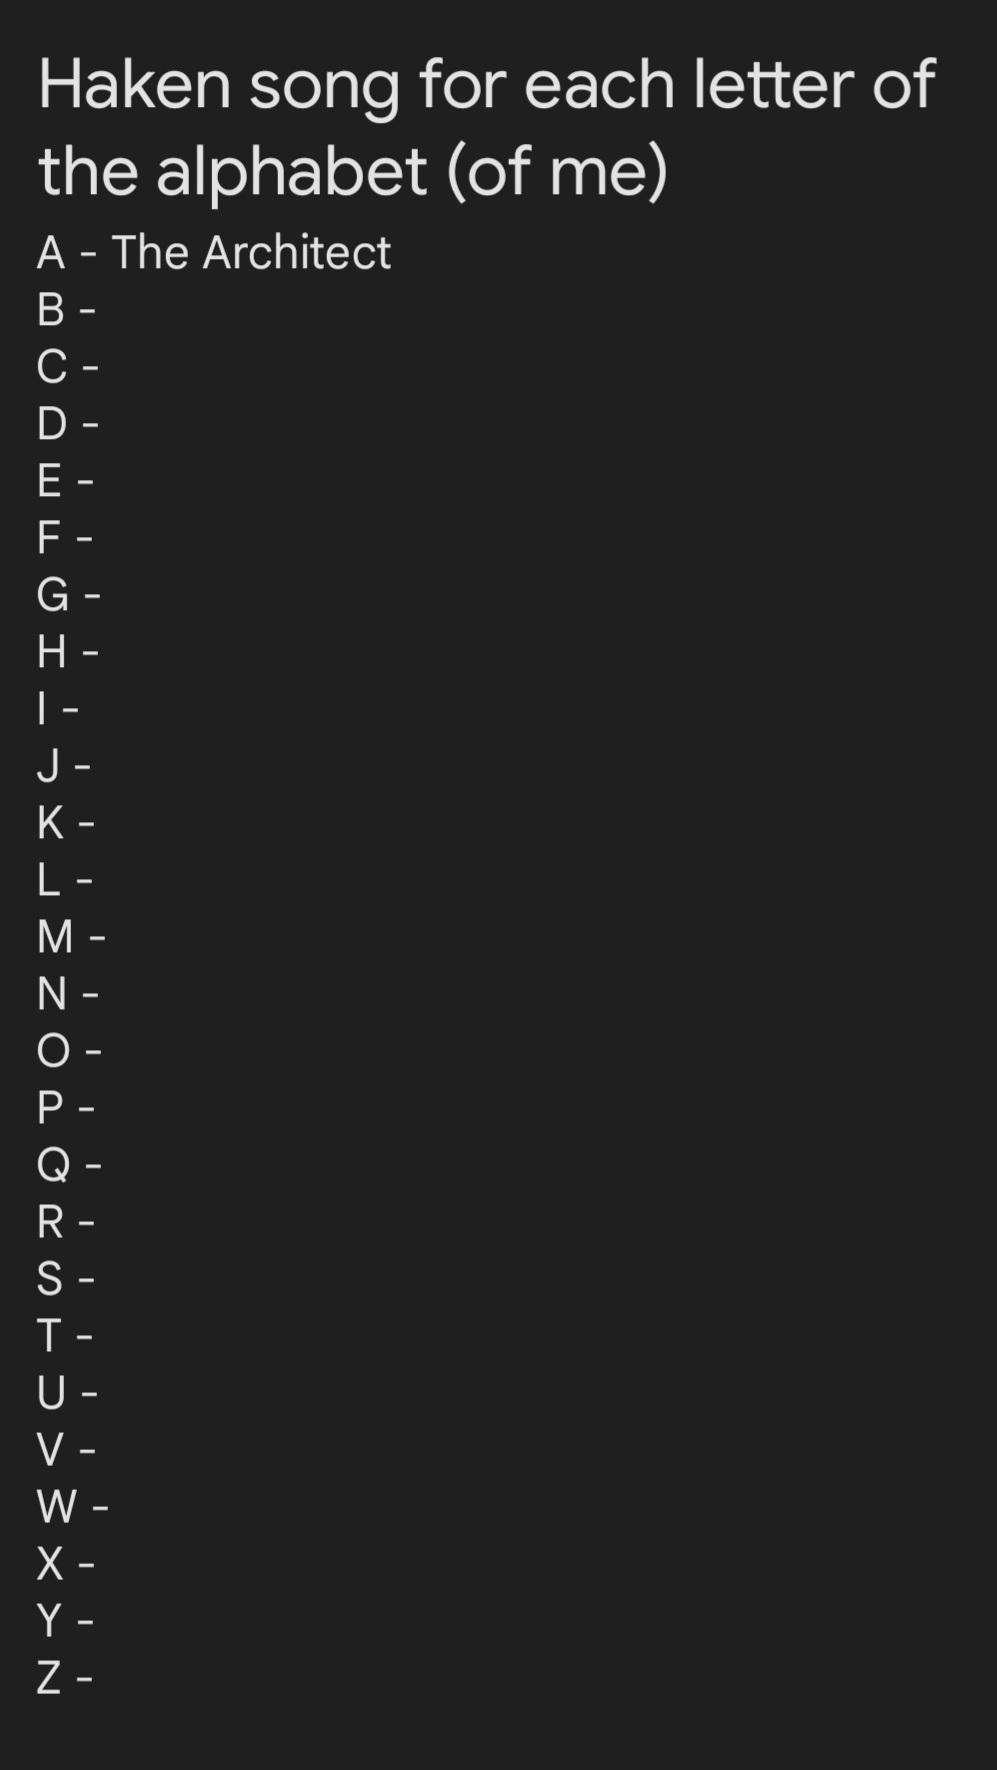 Haken song for each letter of
the alphabet (of me)
A - The Architect
B -
C -
D -
E -
F -
G -
H -
I -
J -
K -
L -
M -
N -
O -
P -
Q -
R -
S -
T -
U -
V -
W -
X -
Y -
Z -